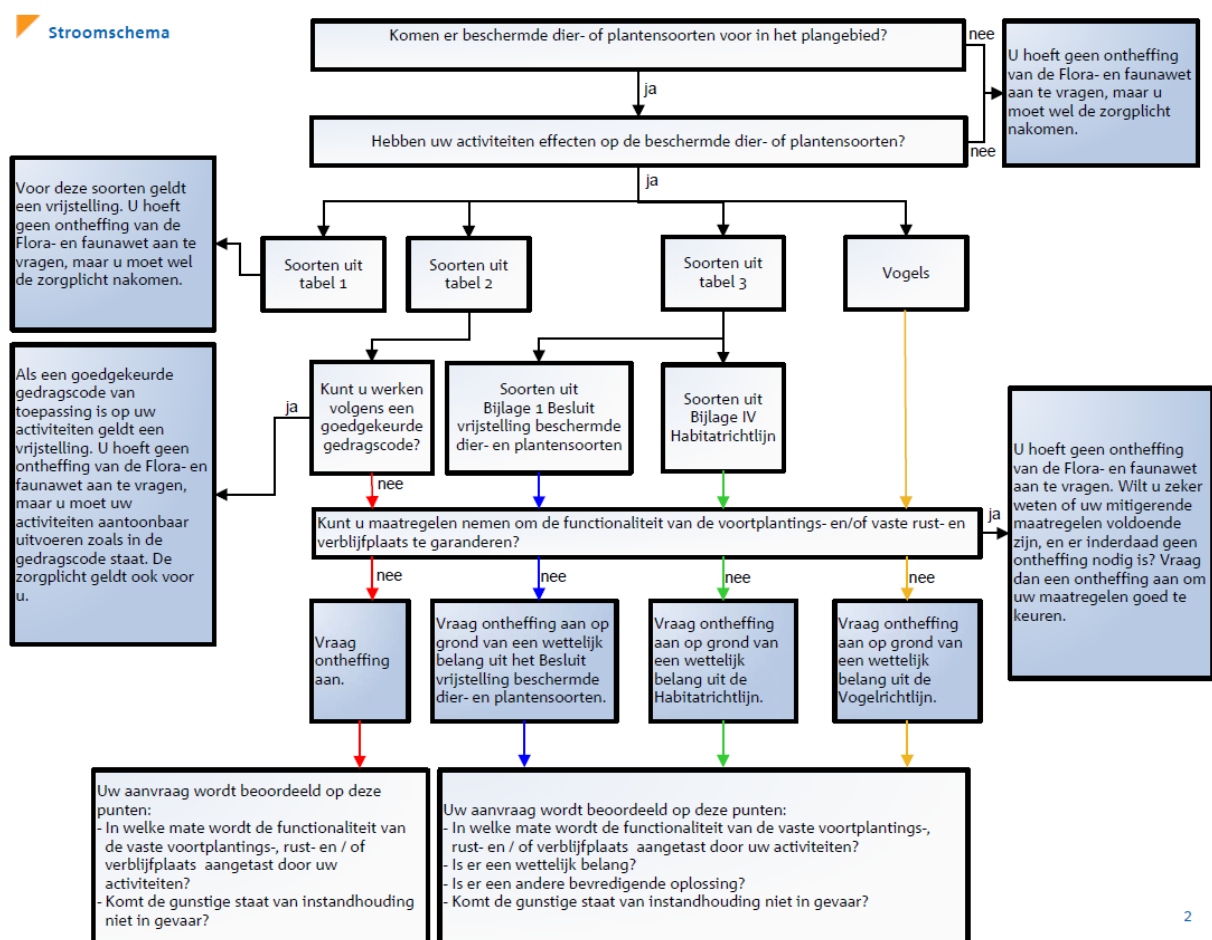 Stroomschema
Komen er beschermde dier- of plantensoorten voor in het plangebied?
nee
U hoeft geen ontheffing
van de Flora- en faunawet
aan te vragen, maar u
moet wel de zorgplicht
nakomen.
ja
Hebben uw activiteiten effecten op de beschermde dier- of plantensoorten?
nee
ja
Voor deze soorten geldt
een vrijstelling. U hoeft
geen ontheffing van de
Flora- en faunawet aan te
vragen, maar u moet wel
de zorgplicht nakomen.
Soorten uit
tabel 1
Soorten uit
tabel 2
Soorten uit
tabel 3
Vogels
Als een goedgekeurde
gedragscode van
toepassing is op uw
activiteiten geldt een
vrijstelling. U hoeft geen
ontheffing van de Flora- en
faunawet aan te vragen,
maar u moet uw
activiteiten aantoonbaar
uitvoeren zoals in de
gedragscode staat. De
zorgplicht geldt ook voor
u.
ja
Kunt u werken
volgens een
goedgekeurde
gedragscode?
Soorten uit
Bijlage 1 Besluit
vrijstelling beschermde
dier- en plantensoorten
Soorten uit
Bijlage IV
Habitatrichtlijn
nee
Kunt u maatregelen nemen om de functionaliteit van de voortplantings- en/of vaste rust- en
verblijfplaats te garanderen?
ja
U hoeft geen ontheffing
van de Flora- en faunawet
aan te vragen. Wilt u zeker
weten of uw mitigerende
maatregelen voldoende
zijn, en er inderdaad geen
ontheffing nodig is? Vraag
dan een ontheffing aan om
uw maatregelen goed te
keuren.
nee
nee
nee
nee
Vraag
ontheffing
aan.
Vraag ontheffing aan op
grond van een wettelijk
belang uit het Besluit
vrijstelling beschermde
dier- en plantensoorten.
Vraag ontheffing
aan op grond van
een wettelijk
belang uit de
Habitatrichtlijn.
Vraag ontheffing
aan op grond van
een wettelijk
belang uit de
Vogelrichtlijn.
Uw aanvraag wordt beoordeeld op deze
punten:
- In welke mate wordt de functionaliteit van
de vaste voortplantings-, rust- en / of
verblijfplaats aangetast door uw
activiteiten?
- Komt de gunstige staat van instandhouding
niet in gevaar?
Uw aanvraag wordt beoordeeld op deze punten:
- In welke mate wordt de functionaliteit van de vaste voortplantings-,
rust- en / of verblijfplaats aangetast door uw activiteiten?
- Is er een wettelijk belang?
- Is er een andere bevredigende oplossing?
- Komt de gunstige staat van instandhouding niet in gevaar?
2